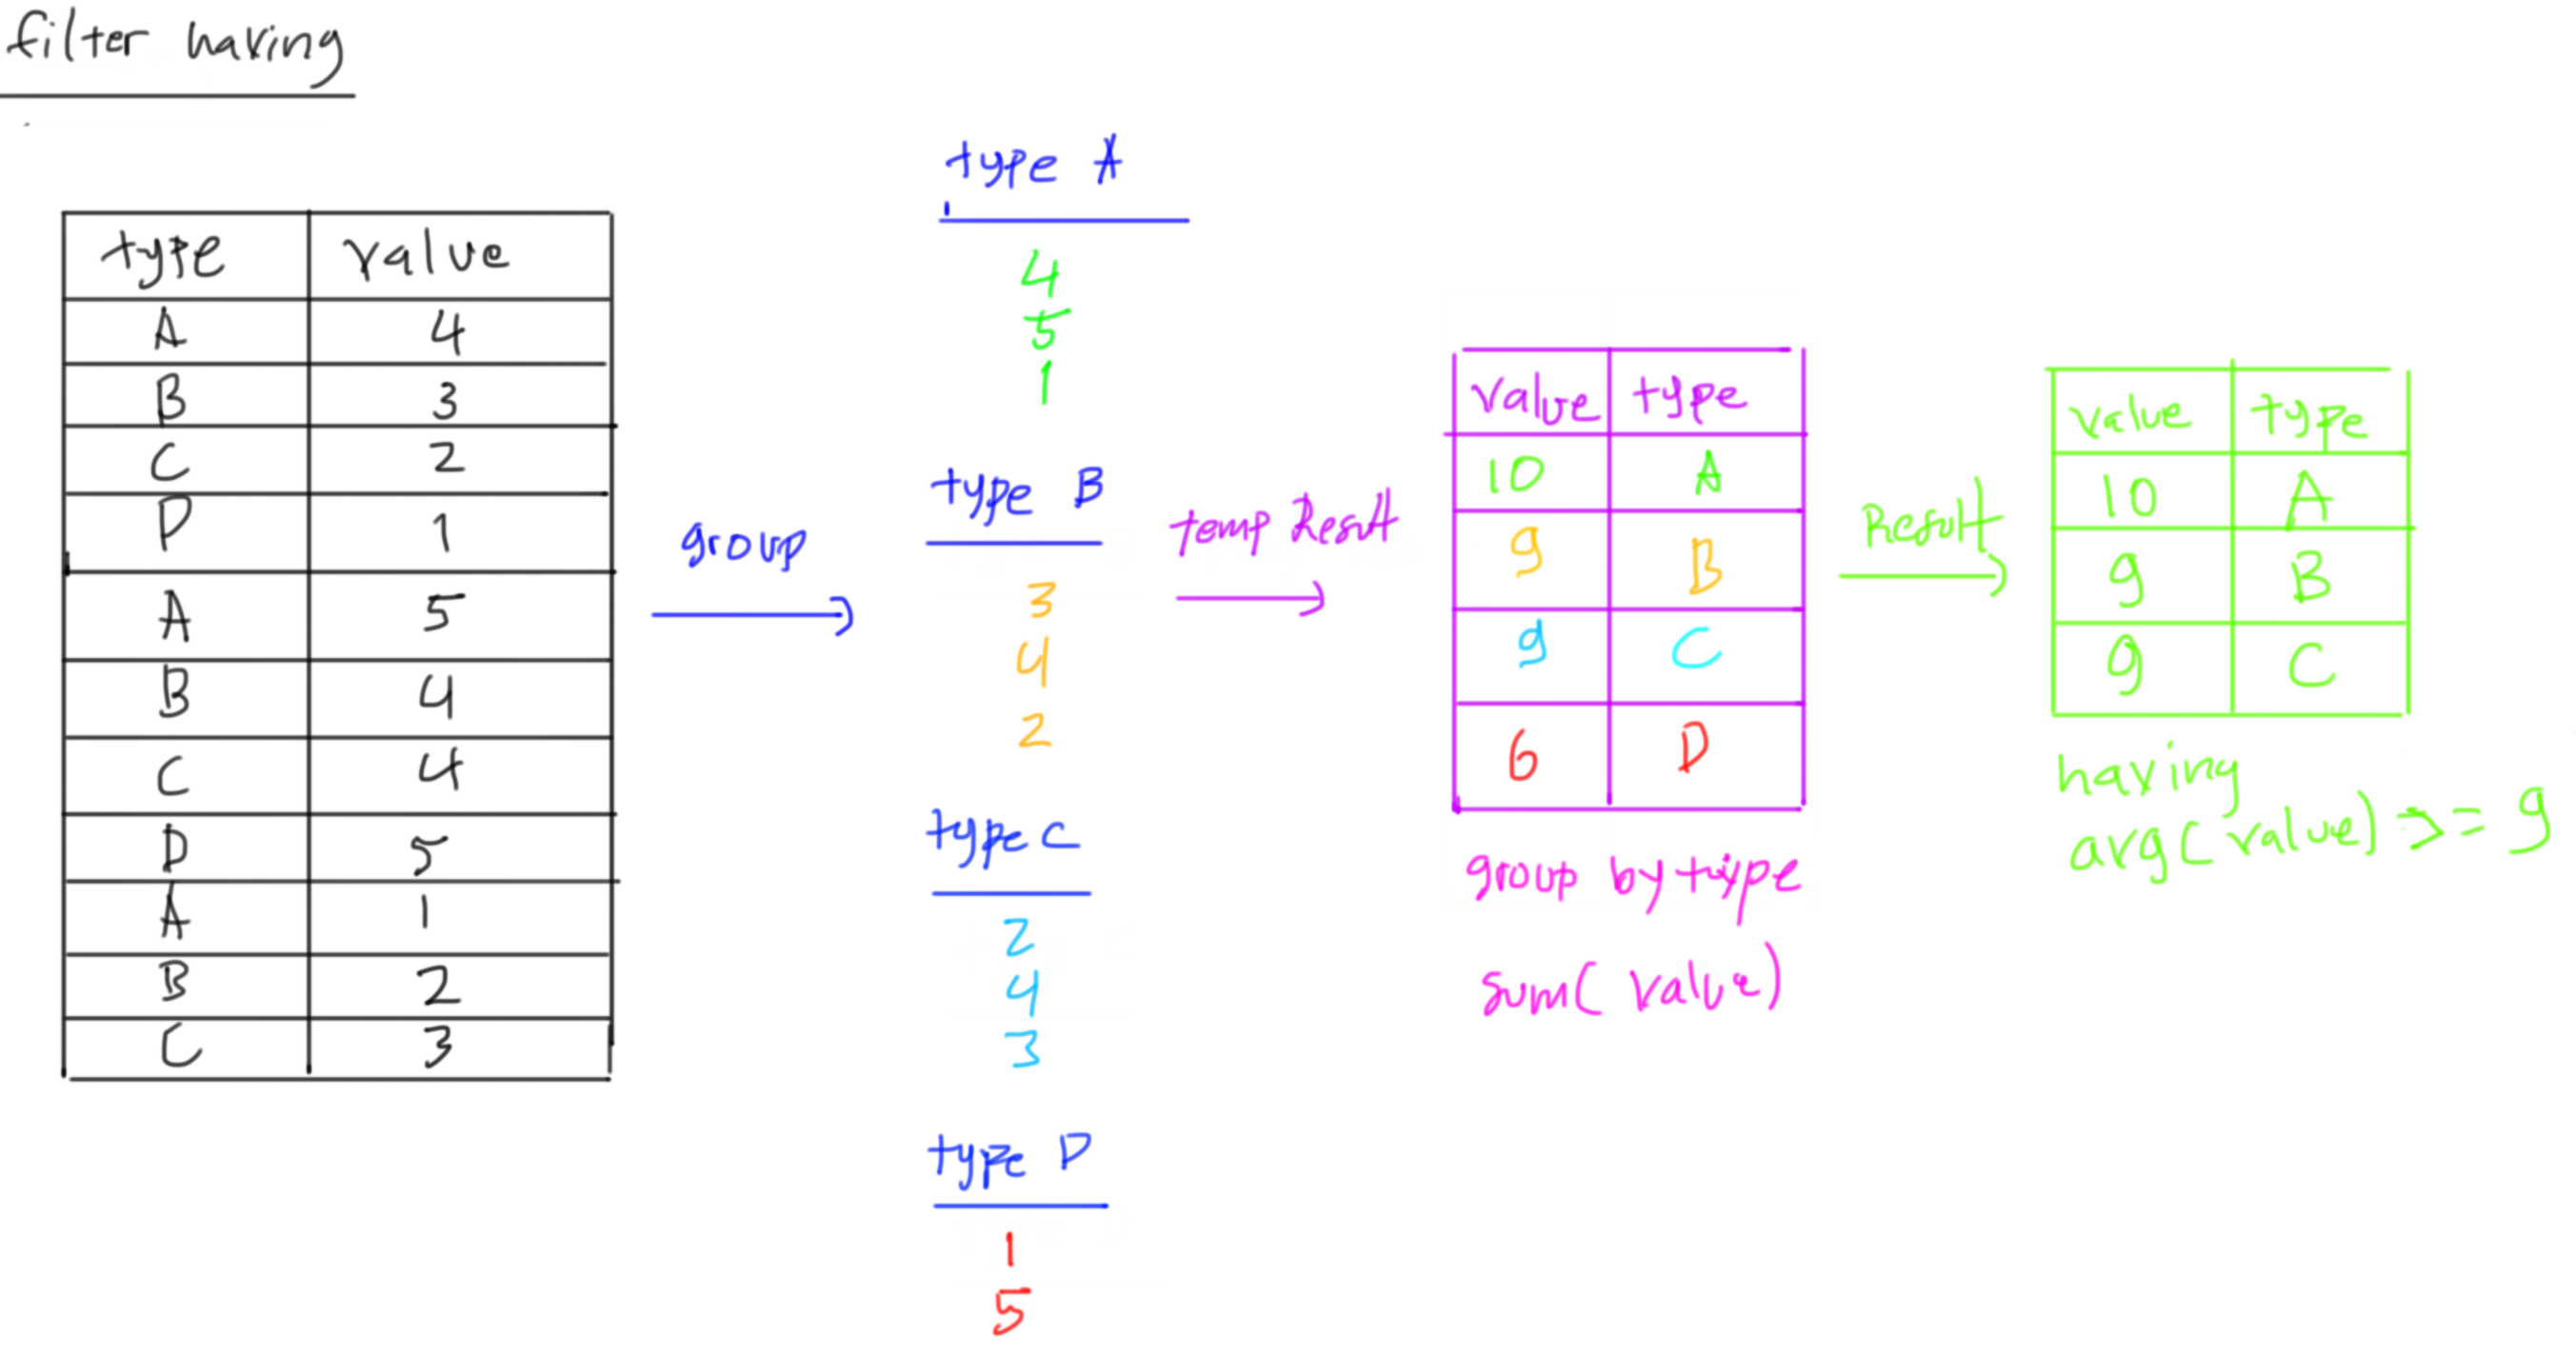 filter having
type value
A 4
B 3
C 2
D 1
A 5
B 4
C 4
D 5
A 1
B 2
C 3
group
type A
4
5
1
type B
3
4
2
type C
2
4
3
type D
1
5
temp Result
value type
10 A
9 B
9 C
6 D
group by type
sum( value)
Result
value type
10 A
9 B
9 C
having
avg( value) >= 9